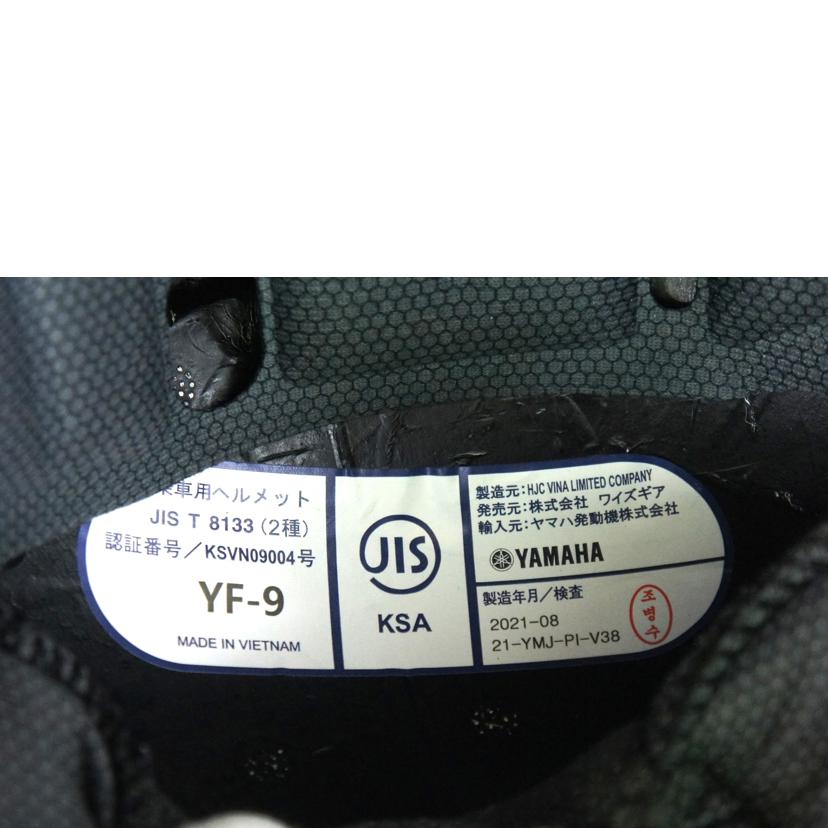 車用ヘルメット
JIS T 8133 (2種)
認証番号／KSVN09004号
YF-9
MADE IN VIETNAM
JIS
KSA
製造元：HJC VINA LIMITED COMPANY
発売元：株式会社 ワイズギア
輸入元：ヤマハ発動機株式会社
YAMAHA
製造年月／検査
2021-08
21-YMJ-PI-V38
조병수